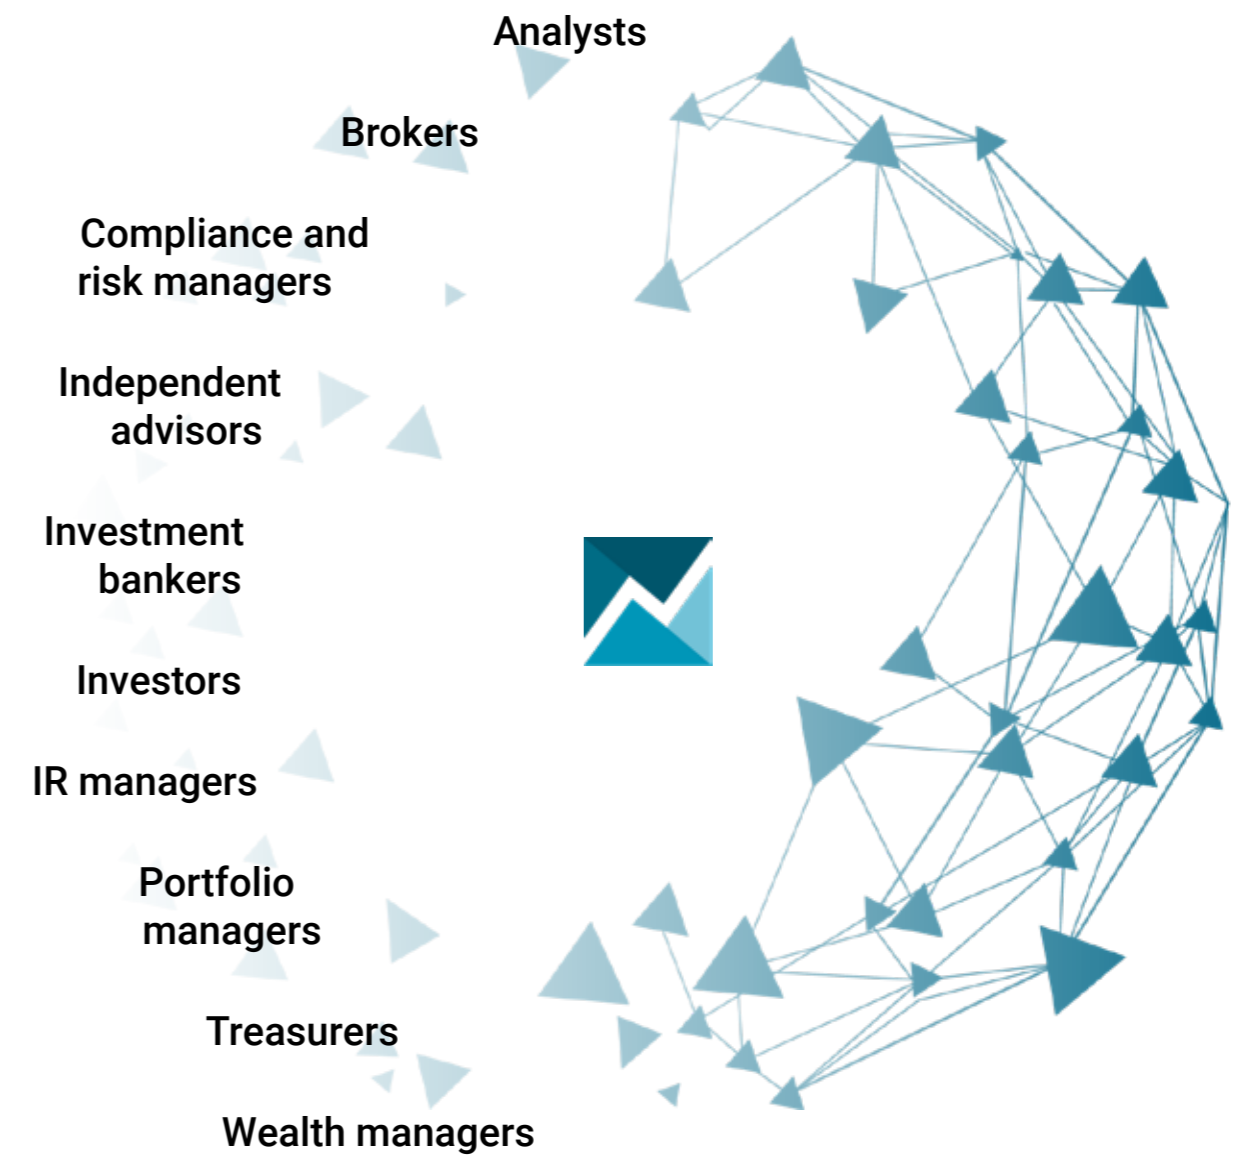 Analysts
Brokers
Compliance and
risk managers
Independent
advisors
Investment
bankers
Investors
IR managers
Portfolio
managers
Treasurers
Wealth managers